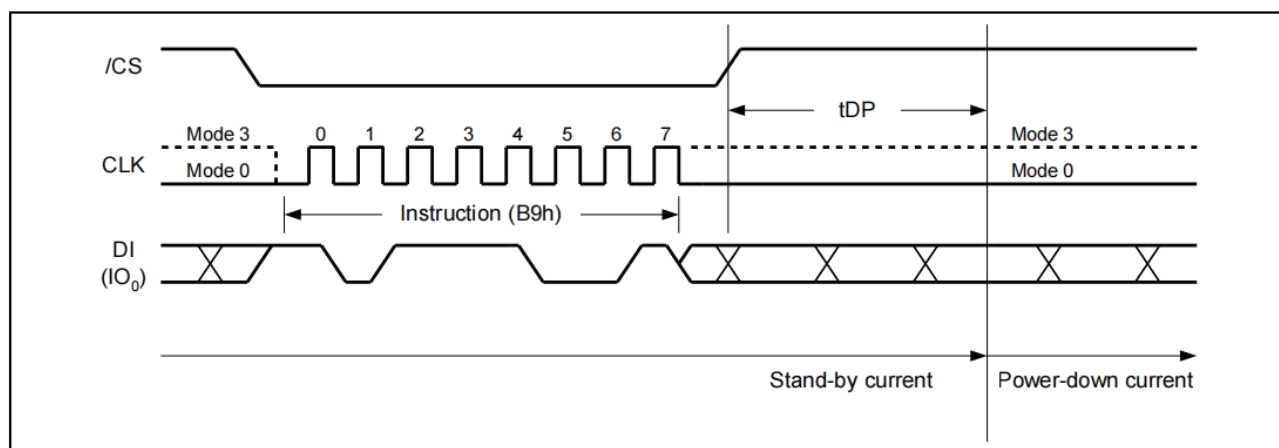 /CS
tDP
0 1 2 3 4 5 6 7
Mode 3 Mode 3
CLK
Mode 0 Mode 0
Instruction (B9h)
DI
(IO₀)
Stand-by current Power-down current